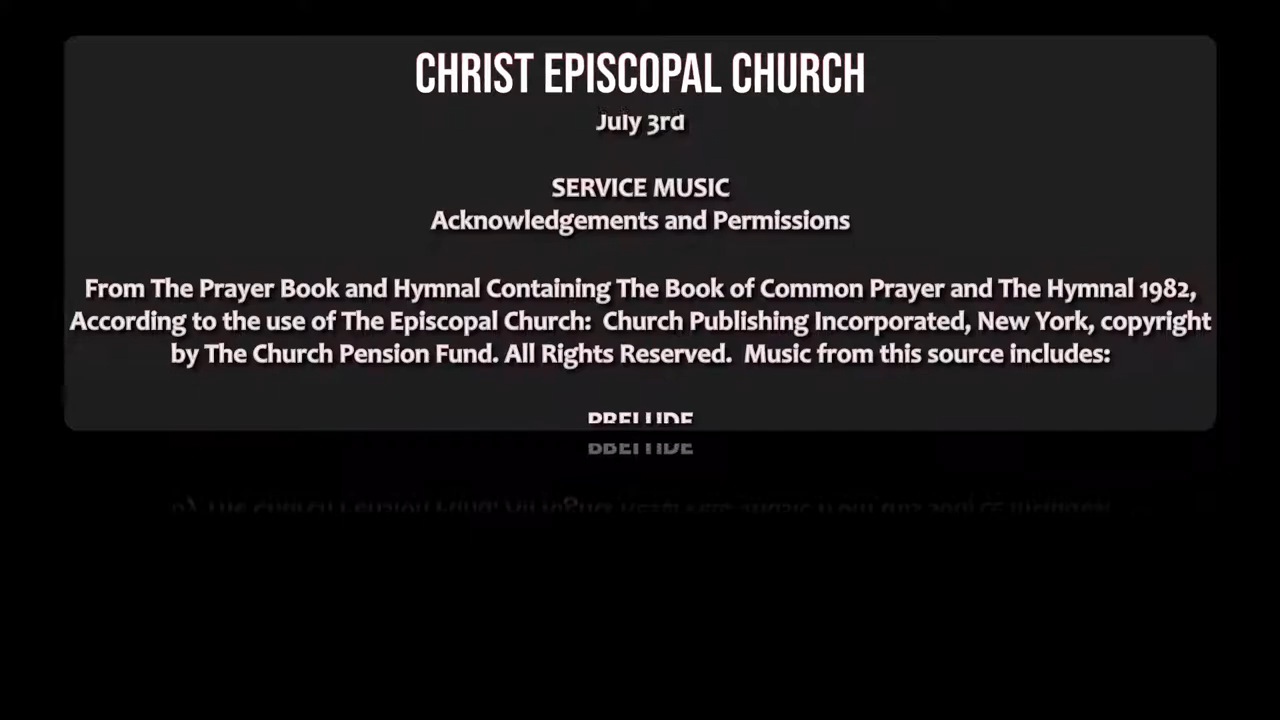 CHRIST EPISCOPAL CHURCH
July 3rd
SERVICE MUSIC
Acknowledgements and Permissions
From The Prayer Book and Hymnal Containing The Book of Common Prayer and The Hymnal 1982,
According to the use of The Episcopal Church:  Church Publishing Incorporated, New York, copyright
by The Church Pension Fund. All Rights Reserved.  Music from this source includes:
PRELUDE